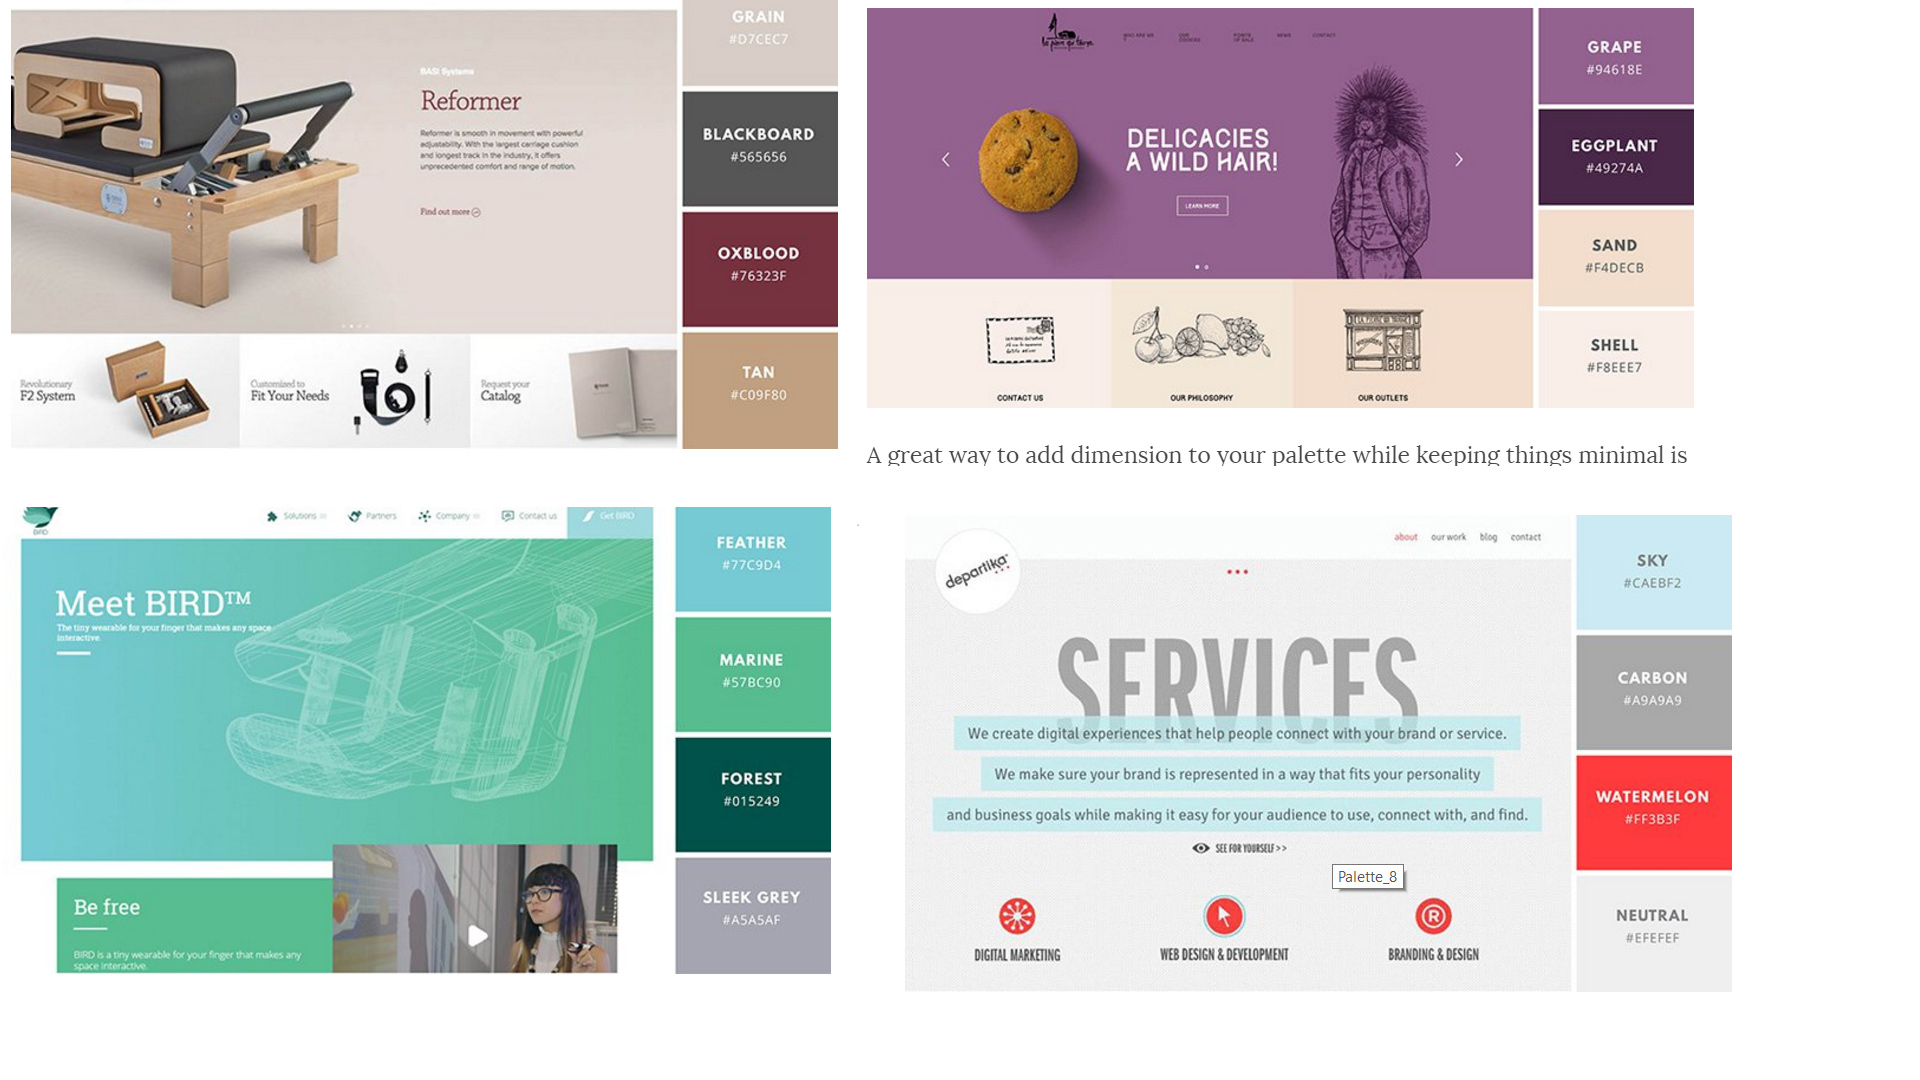 GRAIN
#D7CEC7
BASI Systems
Reformer
Reformer is smooth in movement with powerful
adjustability. With the largest carriage cushion
and longest track in the industry, it offers
unprecedented comfort and range of motion.
Find out more
BLACKBOARD
#565656
OXBLOOD
#76323F
TAN
#C09F80
Revolutionary
F2 System
Customized to
Fit Your Needs
Request your
Catalog
WHO ARE WE
?
OUR
COOKIES
POINTS
OF SALE
NEWS
CONTACT
DELICACIES
A WILD HAIR!
LEARN MORE
CONTACT US
OUR PHILOSOPHY
OUR OUTLETS
GRAPE
#94618E
EGGPLANT
#49274A
SAND
#F4DECB
SHELL
#F8EEE7
A great way to add dimension to your palette while keeping things minimal is
BIRD
Solutions
Partners
Company
Contact us
Get BIRD
Meet BIRD™
The tiny wearable for your finger that makes any space
interactive.
Be free
BIRD is a tiny wearable for your finger that makes any
space interactive.
FEATHER
#77C9D4
MARINE
#57BC90
FOREST
#015249
SLEEK GREY
#A5A5AF
departika
about
our work
blog
contact
SERVICES
We create digital experiences that help people connect with your brand or service.
We make sure your brand is represented in a way that fits your personality
and business goals while making it easy for your audience to use, connect with, and find.
SEE FOR YOURSELF >>
Palette_8
DIGITAL MARKETING
WEB DESIGN & DEVELOPMENT
BRANDING & DESIGN
SKY
#CAEBF2
CARBON
#A9A9A9
WATERMELON
#FF3B3F
NEUTRAL
#EFEFEF